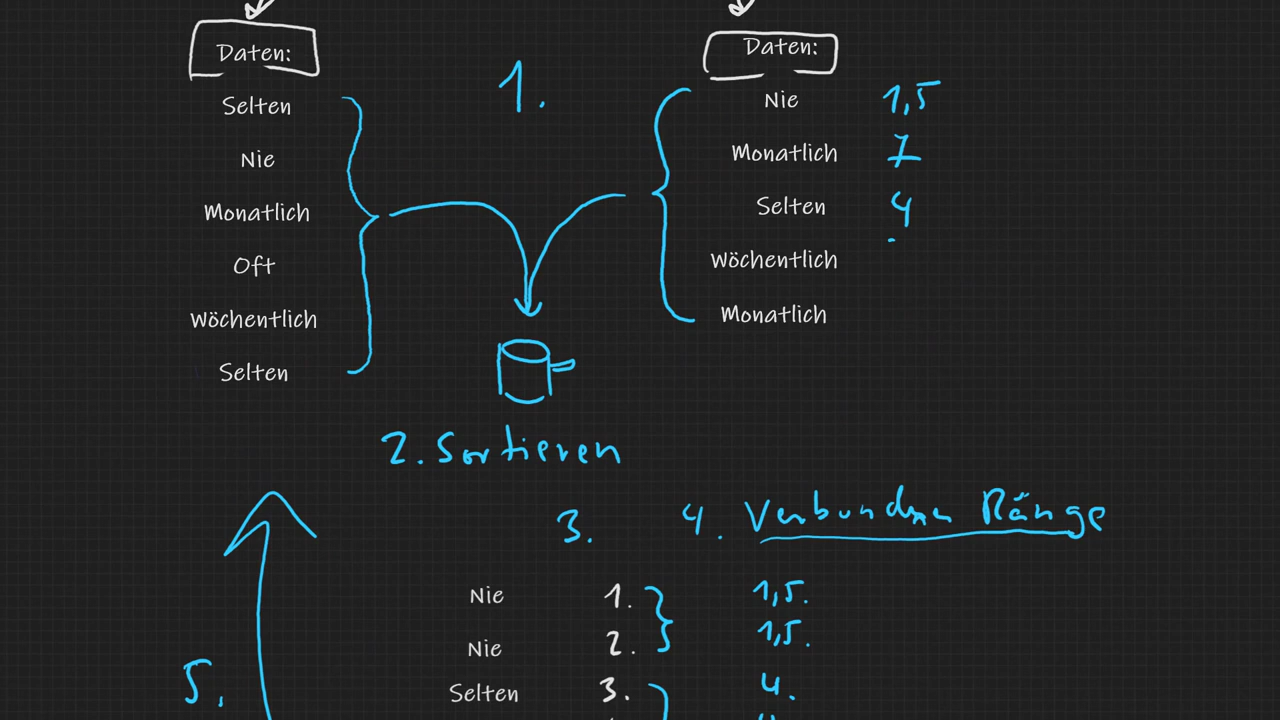 Daten:
Selten
Nie
Monatlich
Oft
Wöchentlich
Selten
1.
Daten:
Nie 1,5
Monatlich 7
Selten 4
Wöchentlich
Monatlich
2. Sortieren
3. 4. Verbundene Ränge
Nie 1. 1,5.
Nie 2. 1,5.
Selten 3. 4.
5.